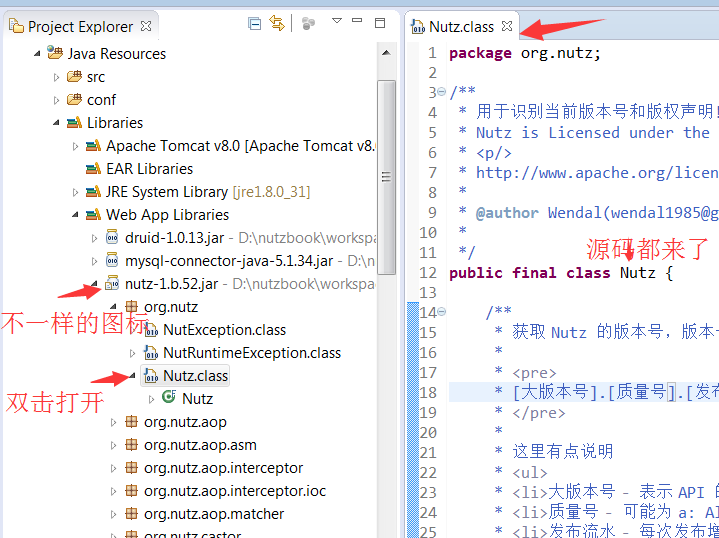 Project Explorer
Java Resources
src
conf
Libraries
Apache Tomcat v8.0 [Apache Tomcat v8.0
EAR Libraries
JRE System Library [jre1.8.0_31]
Web App Libraries
druid-1.0.13.jar - D:\nutzbook\workspa
mysql-connector-java-5.1.34.jar - D:\nu
nutz-1.b.52.jar - D:\nutzbook\workspac
org.nutz
不一样的图标
NutException.class
NutRuntimeException.class
Nutz.class
双击打开
Nutz
org.nutz.aop
org.nutz.aop.asm
org.nutz.aop.interceptor
org.nutz.aop.interceptor.ioc
org.nutz.aop.matcher
org.nutz.castor
Nutz.class
1 package org.nutz;
2
3 /**
4 * 用于识别当前版本号和版权声明!
5 * Nutz is Licensed under the
6 * <p/>
7 * http://www.apache.org/licen
8 *
9 * @author Wendal(wendal1985@g
10 *
11 */
源码都来了
12 public final class Nutz {
13
14 /**
15 * 获取 Nutz 的版本号，版本
16 *
17 * <pre>
18 * [大版本号].[质量号].[发布
19 * </pre>
20 *
21 * 这里有点说明
22 * <ul>
23 * <li>大版本号 - 表示 API 的
24 * <li>质量号 - 可能为 a: Al
25 * <li>发布流水 - 每次发布增